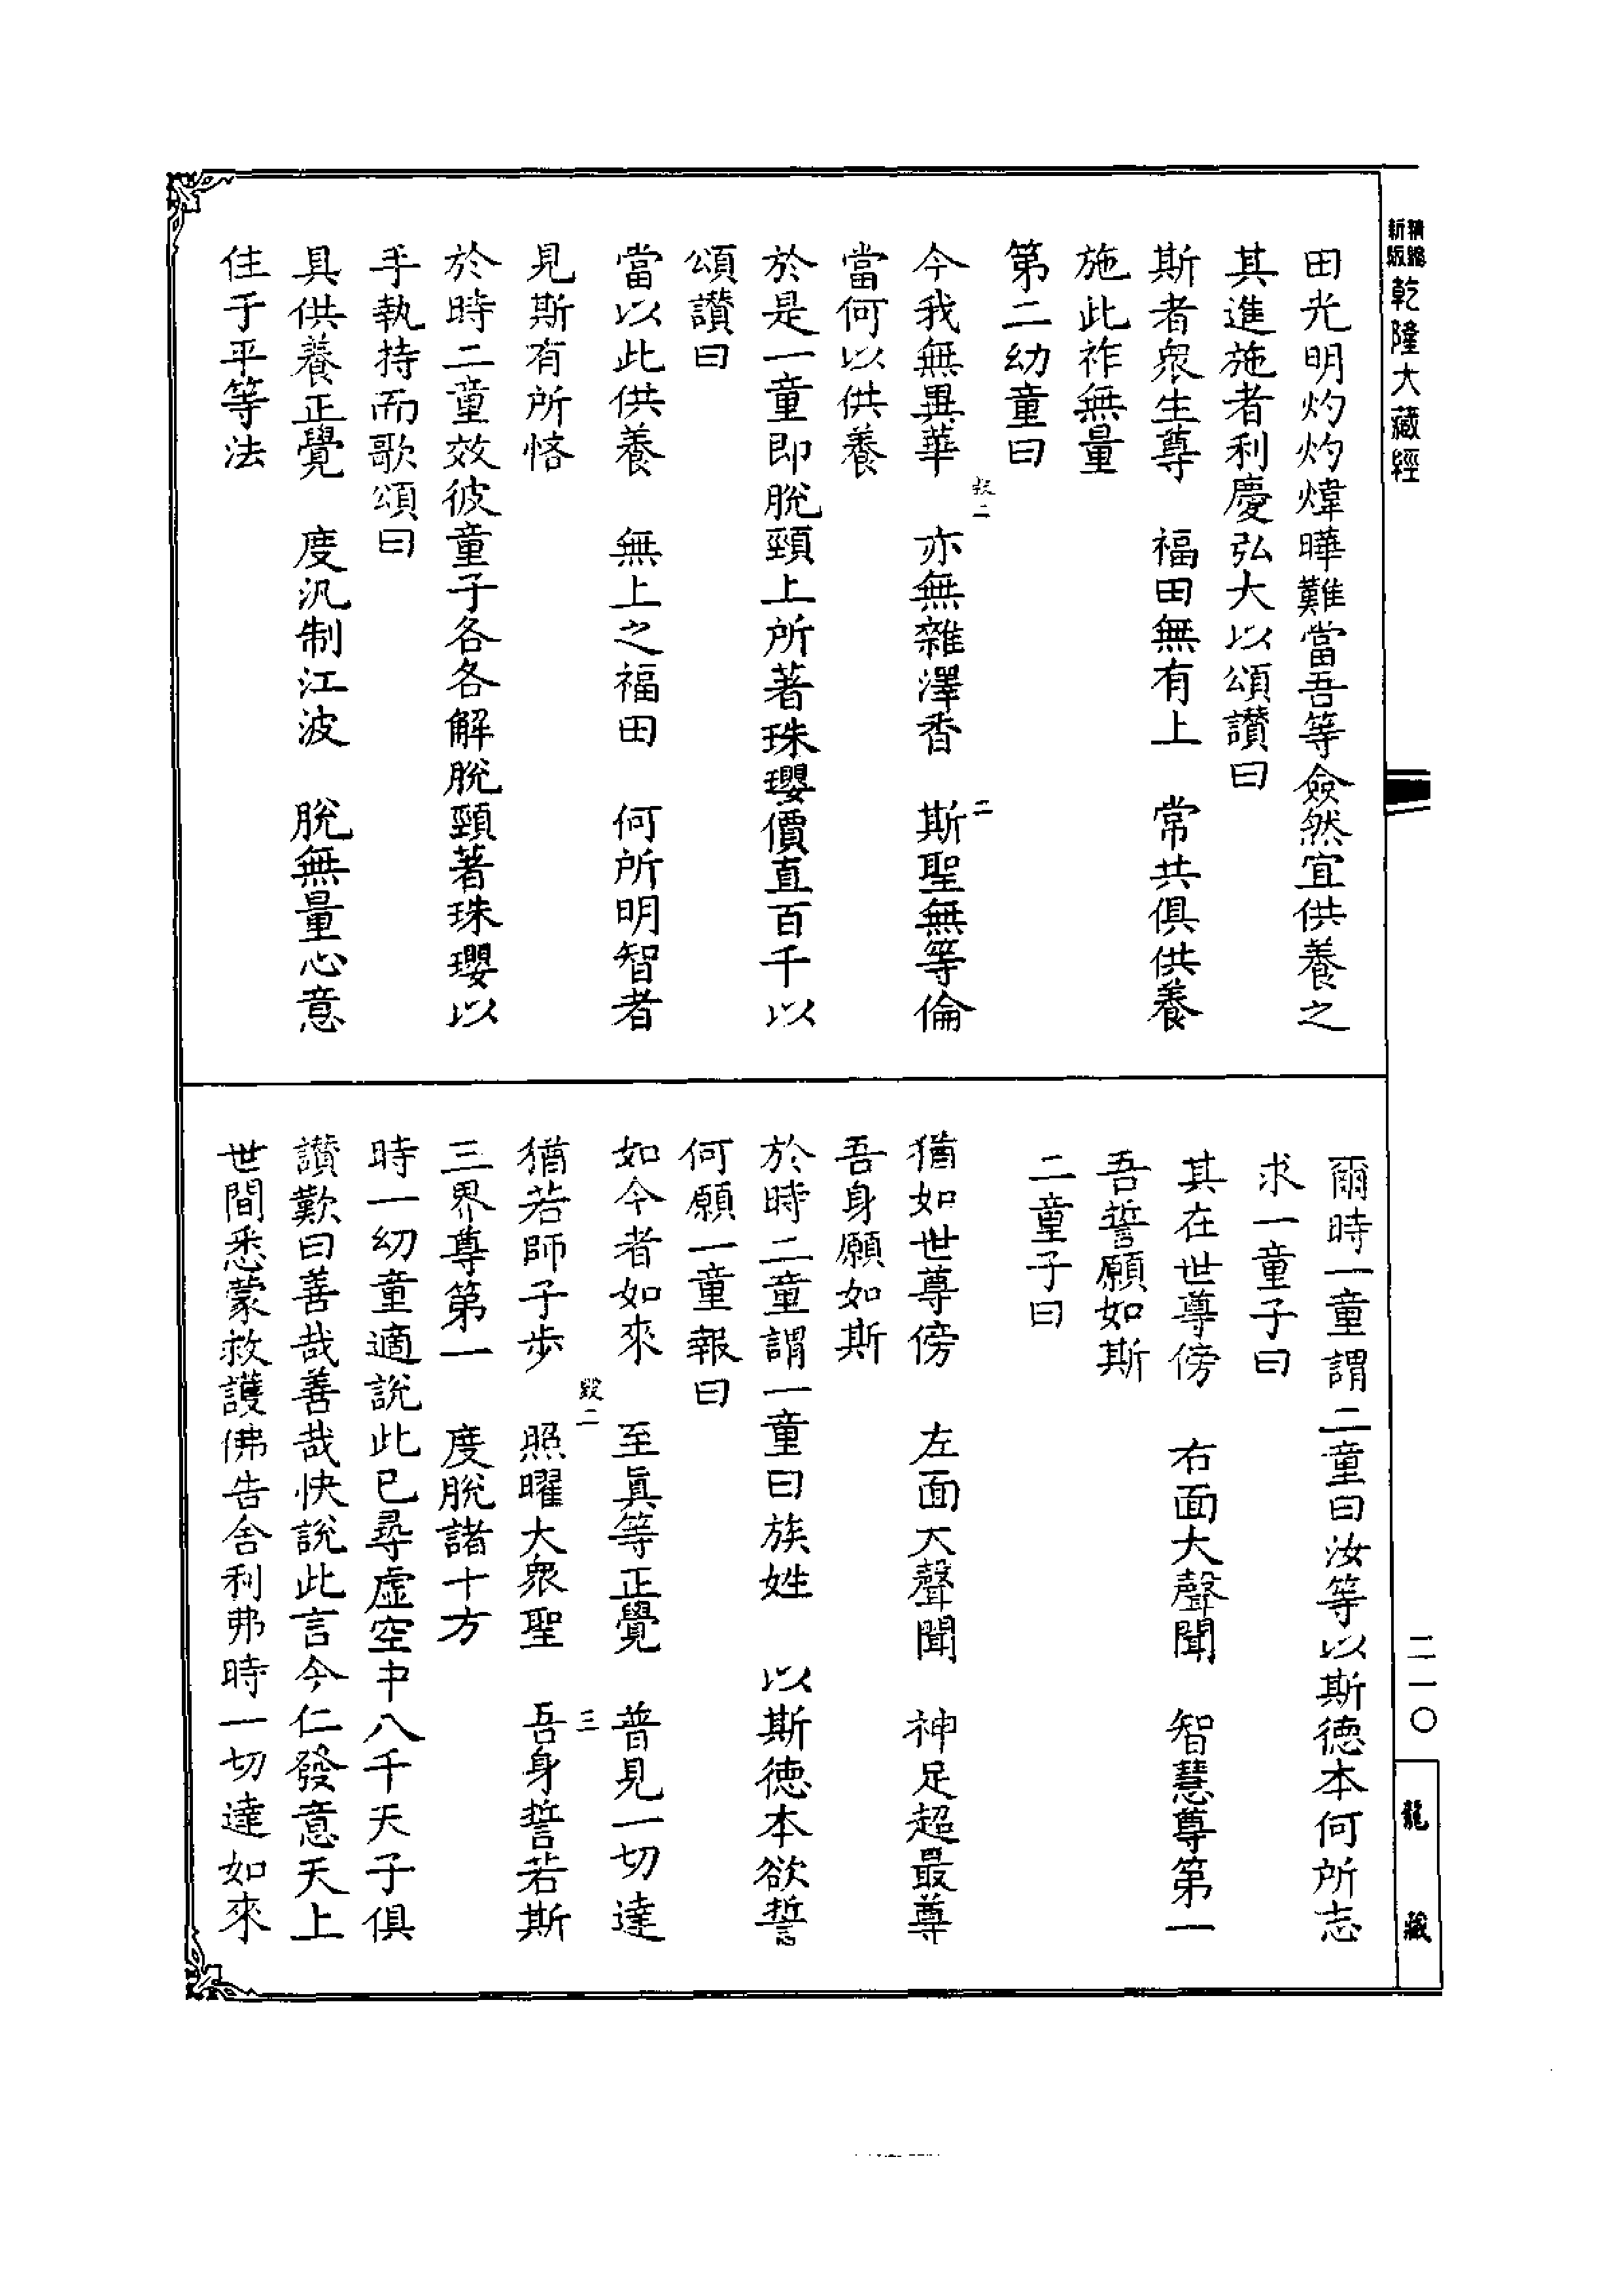 新版
精縮
乾隆大藏經
田光明灼灼煒曄難當吾等僉然宜供養之
其進施者利慶弘大以頌讃曰
斯者衆生尊　福田無有上　常共俱供養
施此祚無量
第二幼童曰
今我無異華　亦無雜澤香　斯聖無等倫
當何以供養
於是一童即脫頸上所著珠瓔價直百千以
頌讃曰
當以此供養　無上之福田　何所明智者
見斯有所悋
於時二童效彼童子各各解脫頸著珠瓔以
手執持而歌頌曰
具供養正覺　度汎制江波　脫無量心意
住于平等法
二
爾時一童謂二童曰汝等以斯德本何所志
求一童子曰
其在世尊傍　右面大聲聞　智慧尊第一
吾誓願如斯
二童子曰
猶如世尊傍　左面大聲聞　神足超最尊
吾身願如斯
於時二童謂一童曰族姓　以斯德本欲誓
何願一童報曰
如今者如來　至真等正覺　普見一切達
猶若師子步　照曜大衆聖　吾身誓若斯
三界尊第一　度脫諸十方
時一幼童適說此已尋虛空中八千天子俱
讃歎曰善哉善哉快說此言今仁發意天上
世間悉蒙救護佛告舍利弗時一切達如來
毀二
三
二一〇
龍藏